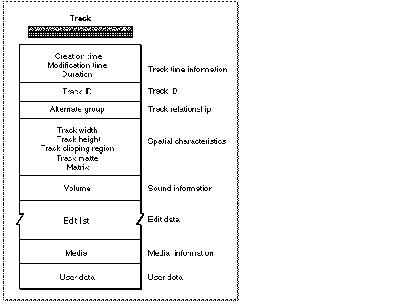 Track
Creation time
Modification time
Duration
Track time information
Track ID
Track ID
Alternate group
Track relationship
Track width
Track height
Track clipping region
Track matte
Matrix
Spatial characteristics
Volume
Sound information
Edit list
Edit data
Media
Media information
User data
User data